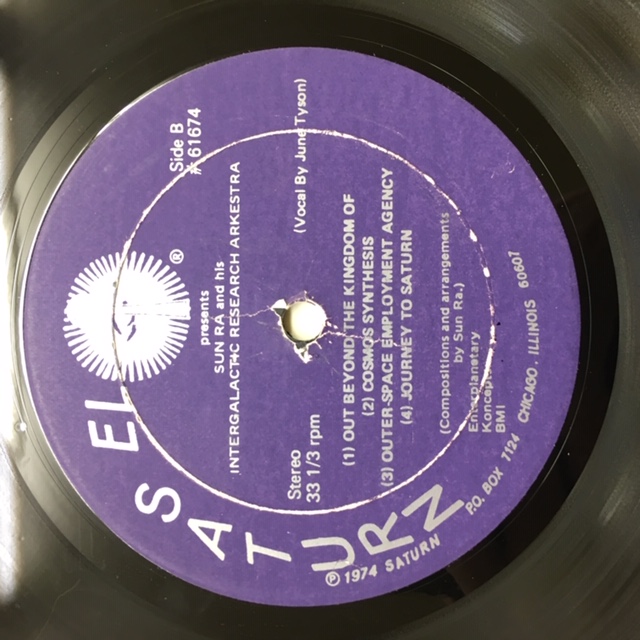 EL SATURN
®
presents
SUN RA and his
INTERGALACTIC RESEARCH ARKESTRA
Side B
# 61674
Stereo
33 1/3 rpm
(Vocal By June Tyson)
(1) OUT BEYOND THE KINGDOM OF
(2) COSMOS SYNTHESIS
(3) OUTER-SPACE EMPLOYMENT AGENCY
(4) JOURNEY TO SATURN
(Compositions and arrangements
by Sun Ra.)
Enterplanetary
BMI
℗ 1974 SATURN P.O. BOX 7124 CHICAGO, ILLINOIS 60607